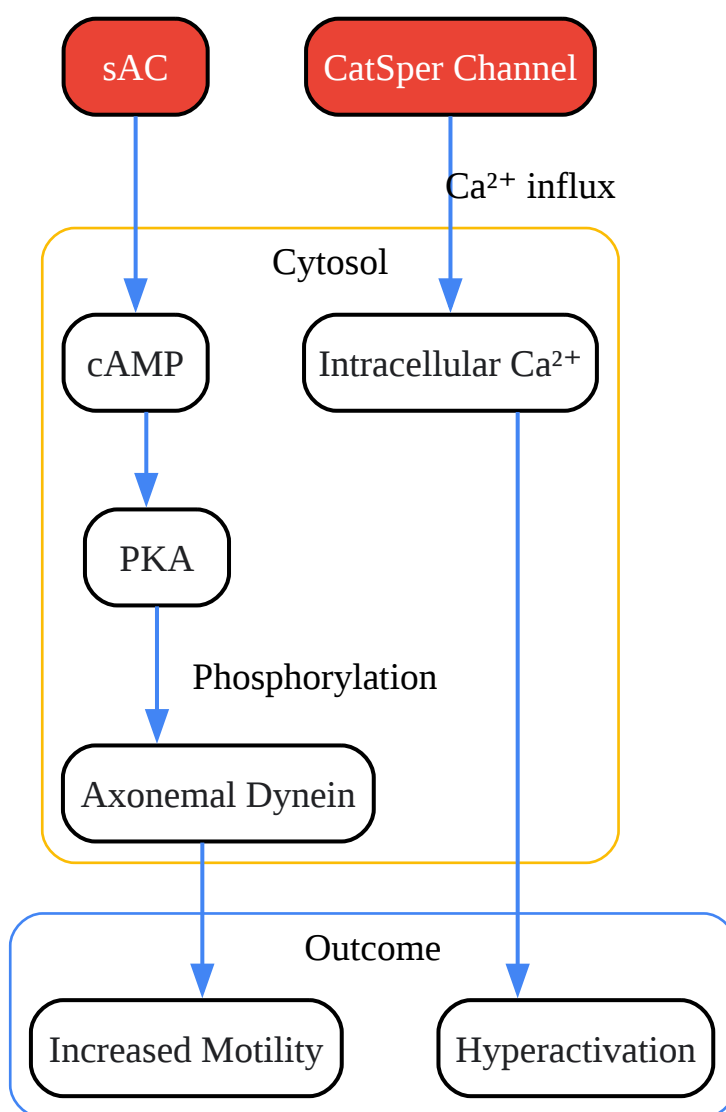 sAC
CatSper Channel
Ca²⁺ influx
Cytosol
cAMP
Intracellular Ca²⁺
PKA
Phosphorylation
Axonemal Dynein
Outcome
Increased Motility
Hyperactivation